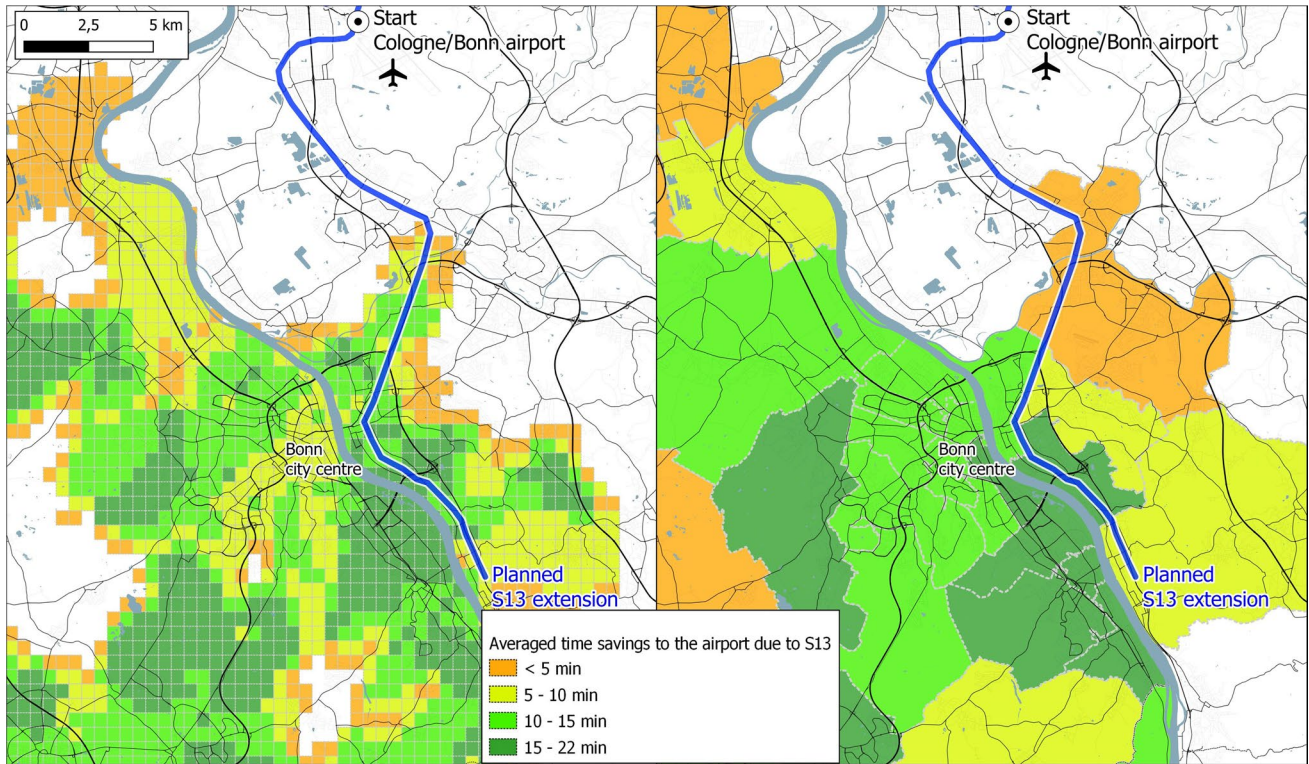 0 2,5 5 km
Start
Cologne/Bonn airport
Bonn
city centre
Planned
S13 extension
Start
Cologne/Bonn airport
Bonn
city centre
Planned
S13 extension
Averaged time savings to the airport due to S13
< 5 min
5 - 10 min
10 - 15 min
15 - 22 min